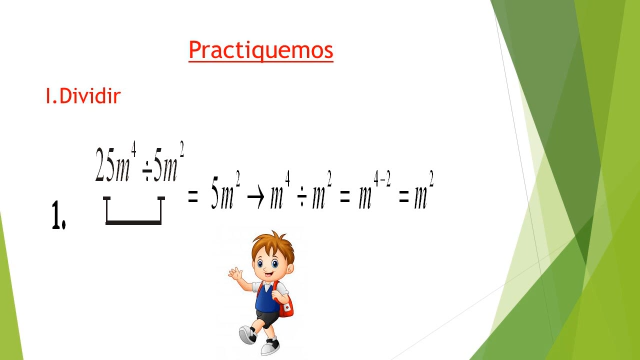 Practiquemos
I.Dividir
1. 25m⁴ ÷5m² = 5m² → m⁴ ÷ m² = m⁴⁻² = m²